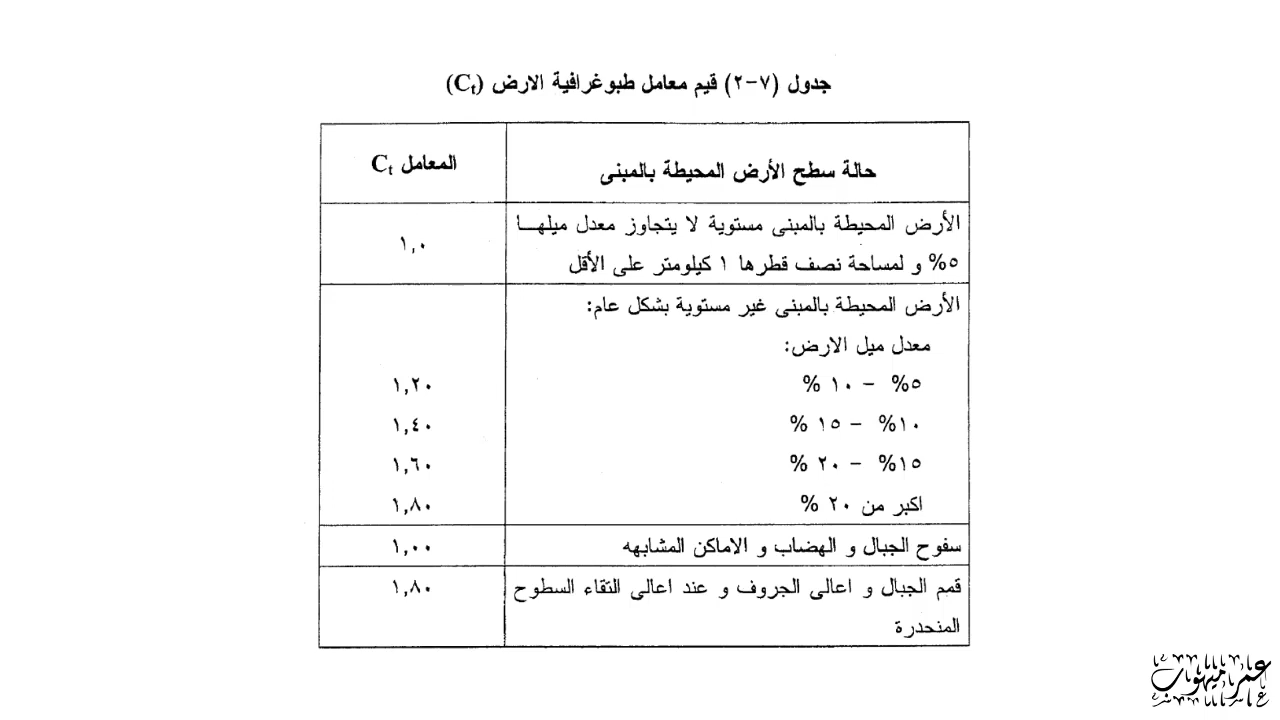 جدول (٧-٢) قيم معامل طبوغرافية الارض (Ct)
حالة سطح الأرض المحيطة بالمبنى
المعامل Ct
الأرض المحيطة بالمبنى مستوية لا يتجاوز معدل ميلهـــا
٥% و لمساحة نصف قطرها ١ كيلومتر على الأقل
١,٠
الأرض المحيطة بالمبنى غير مستوية بشكل عام:
معدل ميل الارض:
٥% – ١٠ %
١,٢٠
١٠% – ١٥ %
١,٤٠
١٥% – ٢٠ %
١,٦٠
اكبر من ٢٠ %
١,٨٠
سفوح الجبال و الهضاب و الاماكن المشابهه
١,٠٠
قمم الجبال و اعالى الجروف و عند اعالى التقاء السطوح
المنحدرة
١,٨٠
عمر ميهوب